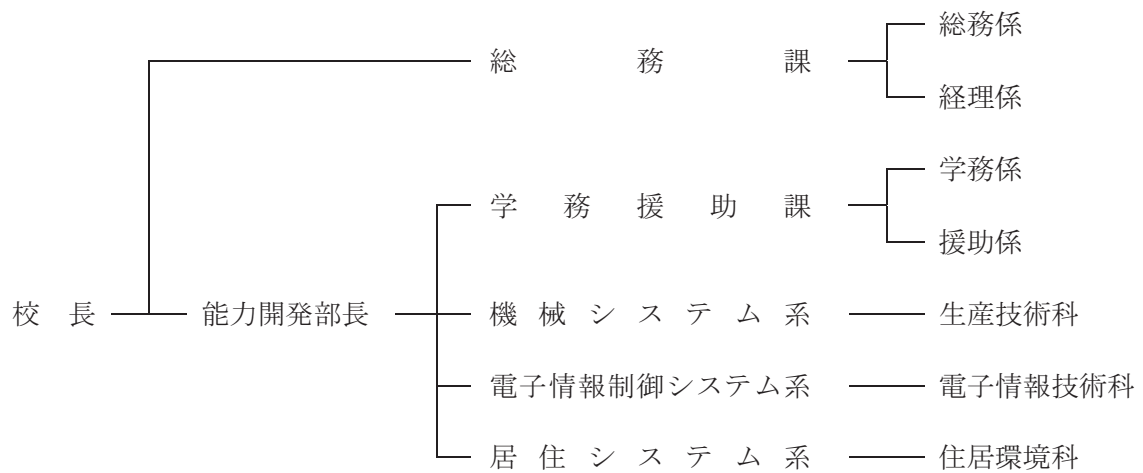 総務係
総務課
経理係
学務係
学務援助課
援助係
校長 能力開発部長 機械システム系 生産技術科
電子情報制御システム系 電子情報技術科
居住システム系 住居環境科